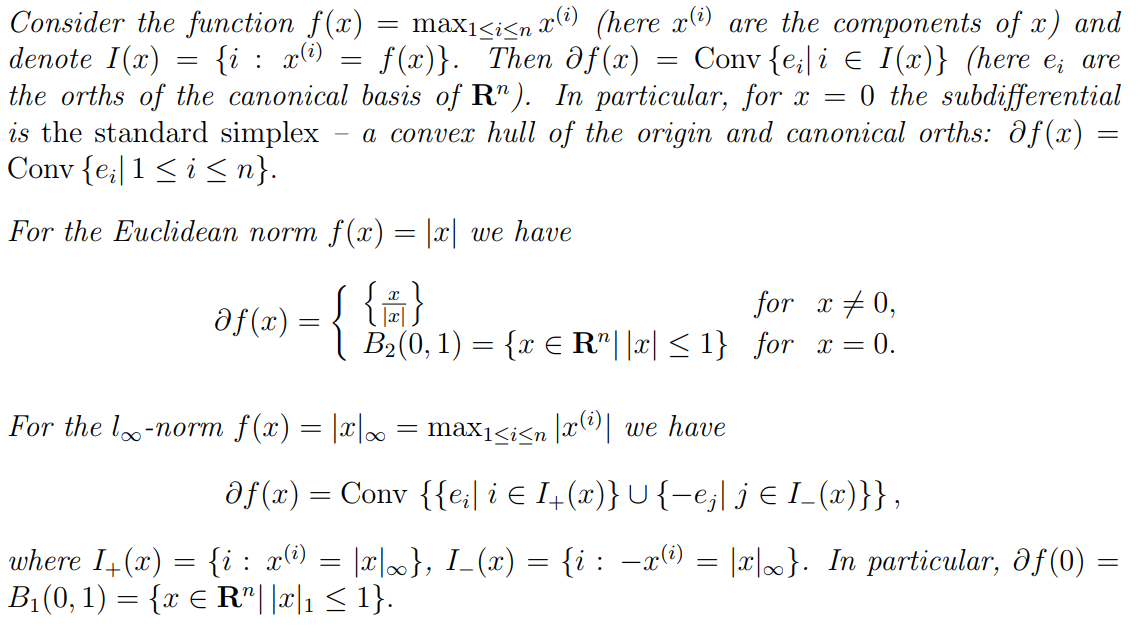 Consider the function f(x) = max_{1≤i≤n} x^{(i)} (here x^{(i)} are the components of x) and
denote I(x) = {i : x^{(i)} = f(x)}. Then ∂f(x) = Conv {e_i| i ∈ I(x)} (here e_i are
the orths of the canonical basis of R^n). In particular, for x = 0 the subdifferential
is the standard simplex – a convex hull of the origin and canonical orths: ∂f(x) =
Conv {e_i| 1 ≤ i ≤ n}.
For the Euclidean norm f(x) = |x| we have
∂f(x) = { {x/|x|} for x ≠ 0,
B_2(0, 1) = {x ∈ R^n| |x| ≤ 1} for x = 0.
For the l_∞-norm f(x) = |x|_∞ = max_{1≤i≤n} |x^{(i)}| we have
∂f(x) = Conv {{e_i| i ∈ I_+(x)} ∪ {−e_j| j ∈ I_−(x)}},
where I_+(x) = {i : x^{(i)} = |x|_∞}, I_−(x) = {i : −x^{(i)} = |x|_∞}. In particular, ∂f(0) =
B_1(0, 1) = {x ∈ R^n| |x|_1 ≤ 1}.